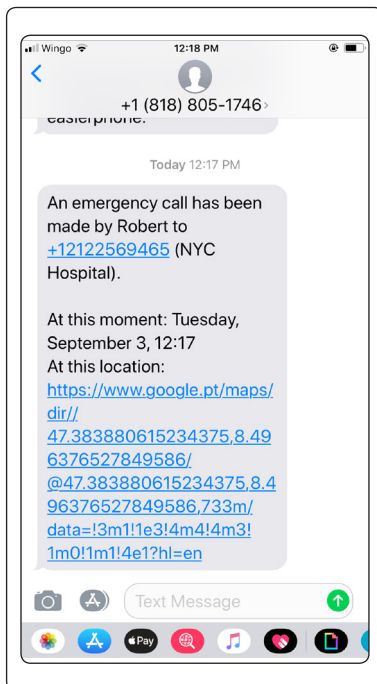 Wingo 12:18 PM
+1 (818) 805-1746
easierphone.
Today 12:17 PM
An emergency call has been
made by Robert to
+12122569465 (NYC
Hospital).
At this moment: Tuesday,
September 3, 12:17
At this location:
https://www.google.pt/maps/
dir//
47.383880615234375,8.49
6376527849586/
@47.383880615234375,8.4
96376527849586,733m/
data=!3m1!1e3!4m4!4m3!
1m0!1m1!4e1?hl=en
Text Message
Pay